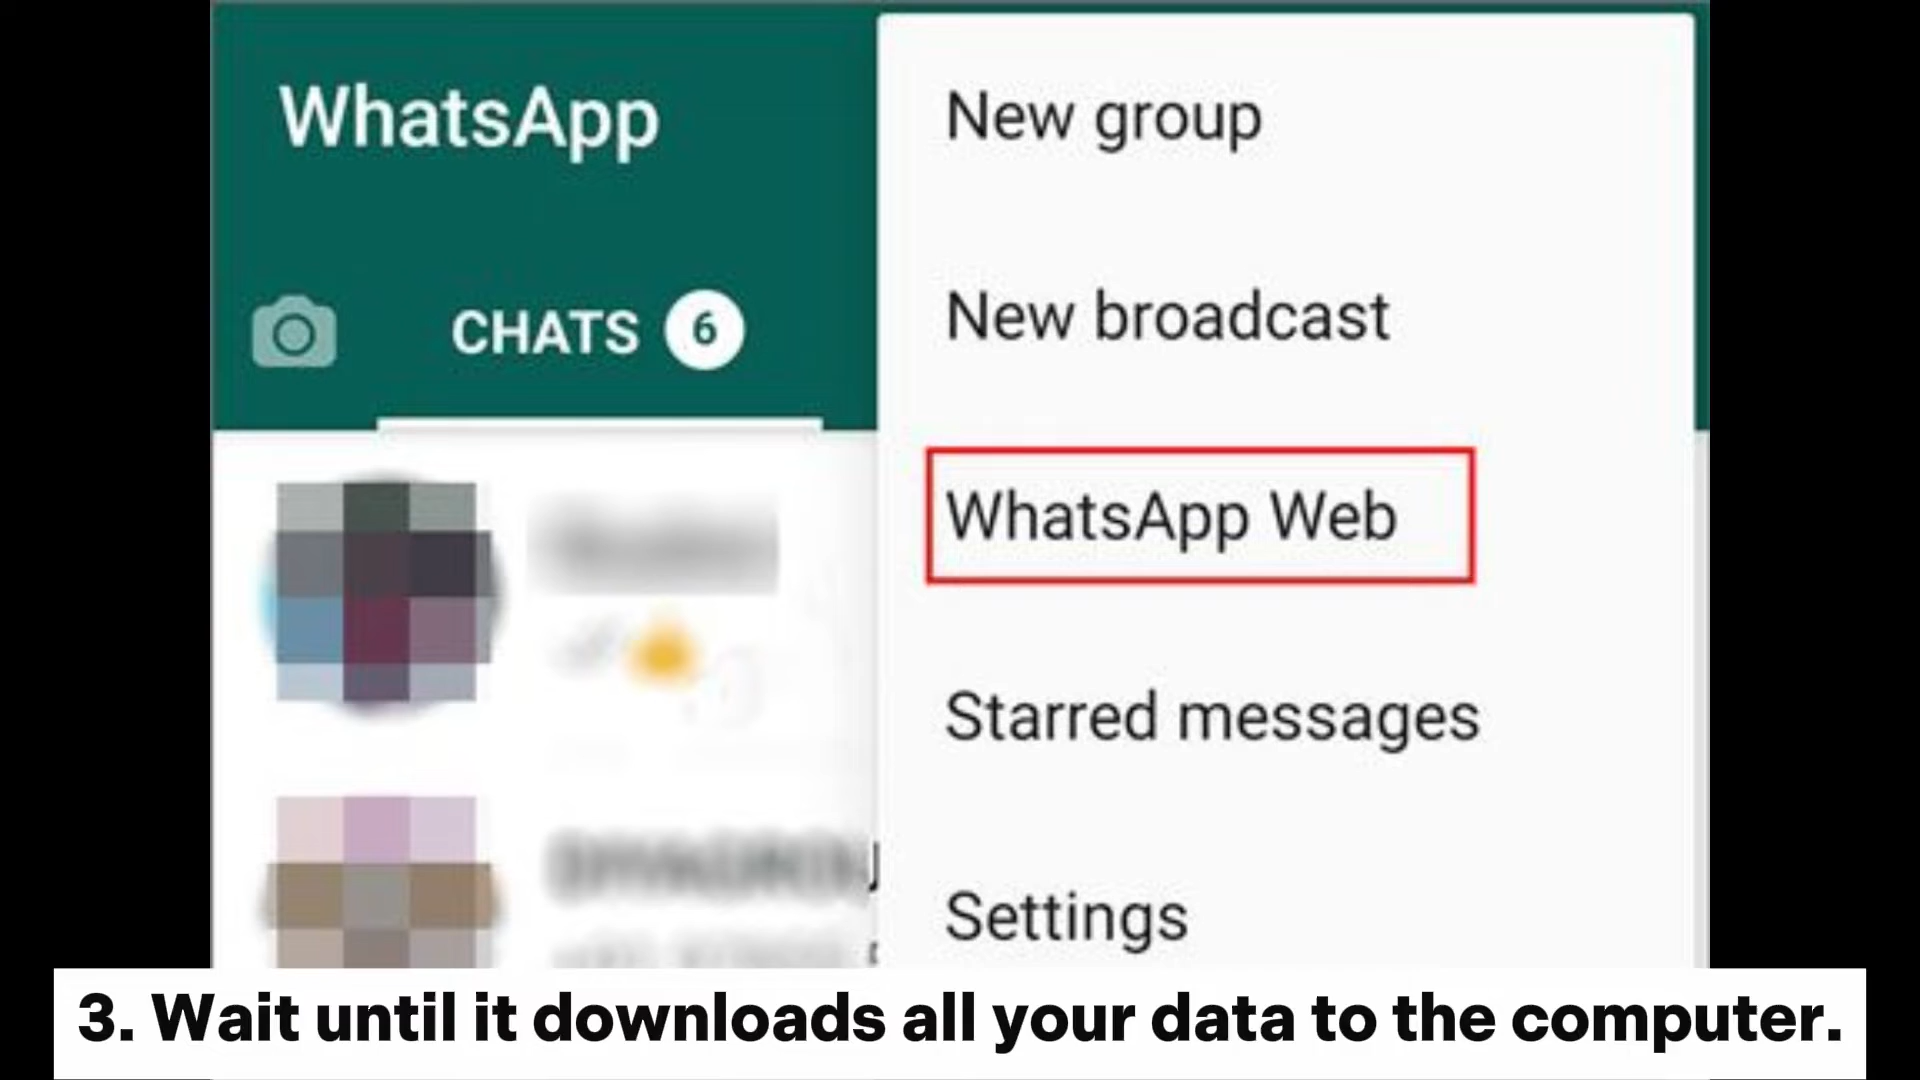 WhatsApp
CHATS 6
New group
New broadcast
WhatsApp Web
Starred messages
Settings
3. Wait until it downloads all your data to the computer.